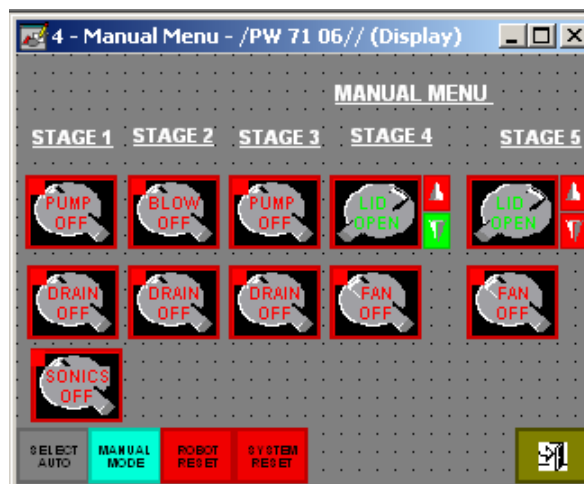 4 - Manual Menu - /PW 71 06// (Display)
MANUAL MENU
STAGE 1 STAGE 2 STAGE 3 STAGE 4 STAGE 5
PUMP OFF
BLOW OFF
PUMP OFF
LID OPEN
LID OPEN
DRAIN OFF
DRAIN OFF
DRAIN OFF
FAN OFF
FAN OFF
SONICS OFF
SELECT AUTO
MANUAL MODE
ROBOT RESET
SYSTEM RESET